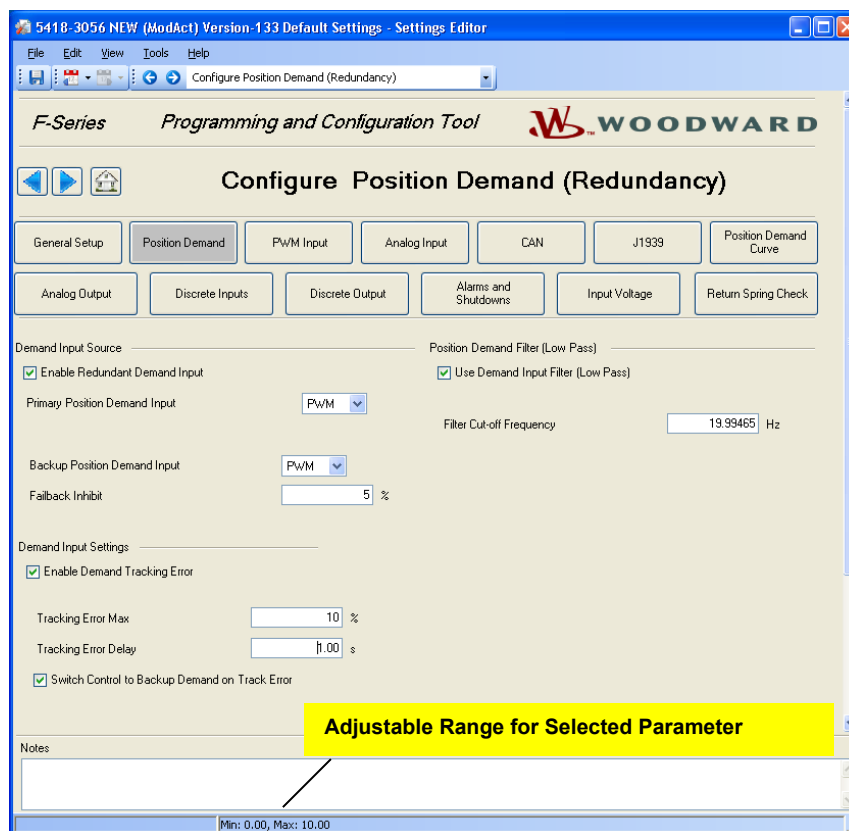 5418-3056 NEW (ModAct) Version-133 Default Settings - Settings Editor
File Edit View Tools Help
Configure Position Demand (Redundancy)
F-Series Programming and Configuration Tool WOODWARD
Configure Position Demand (Redundancy)
General Setup Position Demand PWM Input Analog Input CAN J1939 Position Demand Curve
Analog Output Discrete Inputs Discrete Output Alarms and Shutdowns Input Voltage Return Spring Check
Demand Input Source Position Demand Filter (Low Pass)
Enable Redundant Demand Input Use Demand Input Filter (Low Pass)
Primary Position Demand Input PWM
Filter Cut-off Frequency 19.99465 Hz
Backup Position Demand Input PWM
Failback Inhibit 5 %
Demand Input Settings
Enable Demand Tracking Error
Tracking Error Max 10 %
Tracking Error Delay 1.00 s
Switch Control to Backup Demand on Track Error
Adjustable Range for Selected Parameter
Notes
Min: 0.00, Max: 10.00